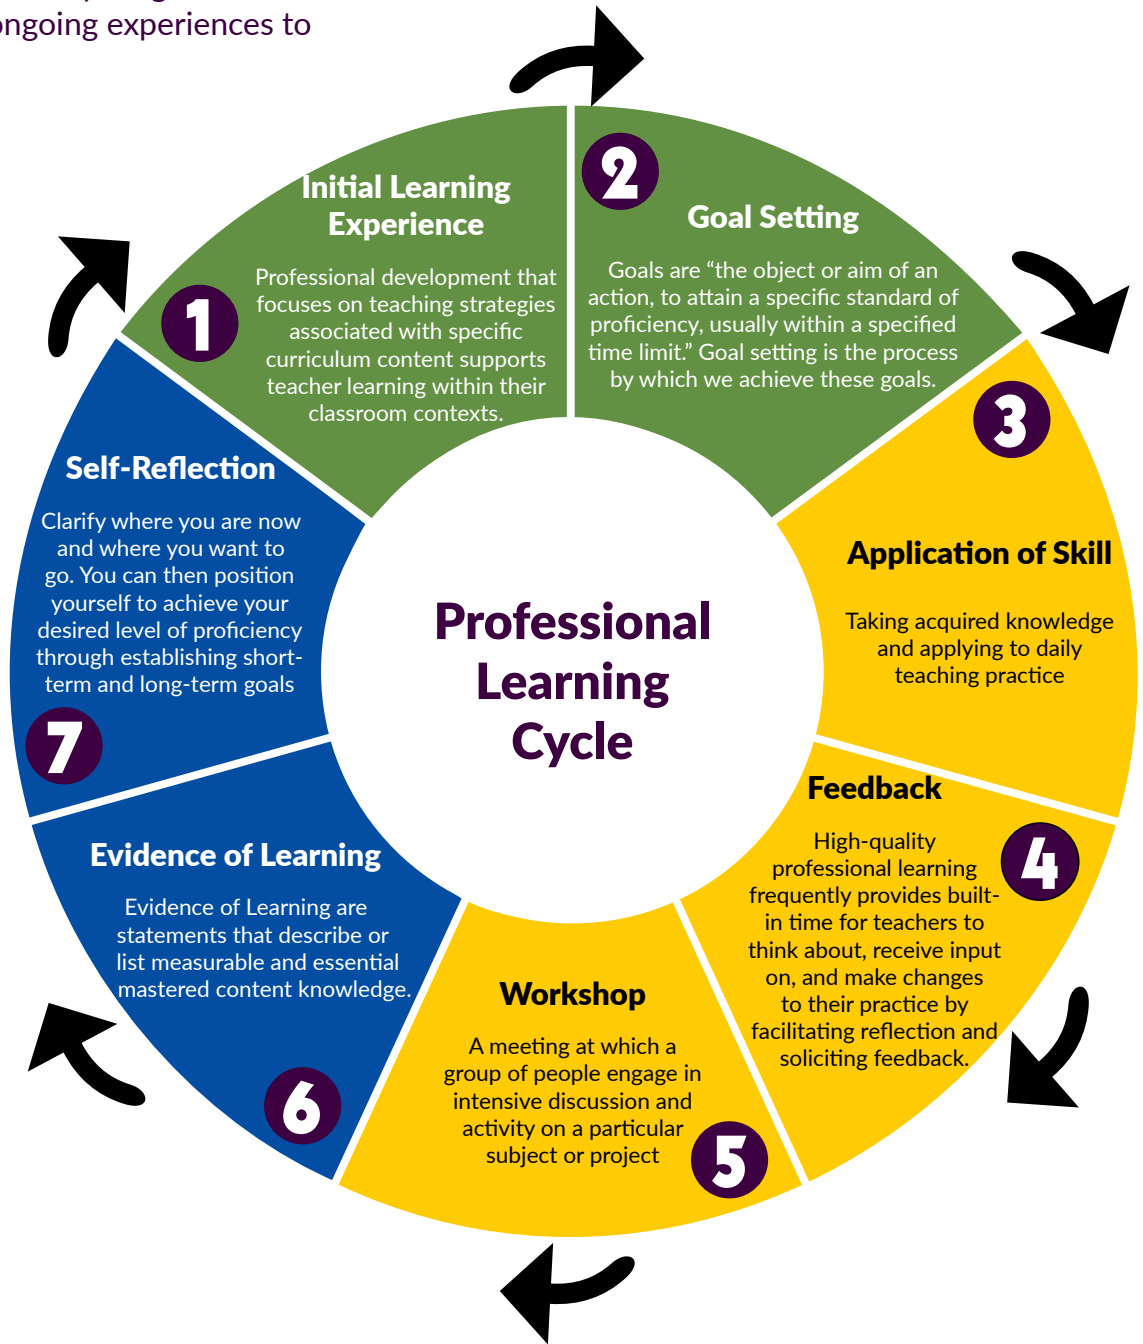 ongoing experiences to
1
Initial Learning
Experience
Professional development that
focuses on teaching strategies
associated with specific
curriculum content supports
teacher learning within their
classroom contexts.
2
Goal Setting
Goals are “the object or aim of an
action, to attain a specific standard of
proficiency, usually within a specified
time limit.” Goal setting is the process
by which we achieve these goals.
3
Application of Skill
Taking acquired knowledge
and applying to daily
teaching practice
Feedback
4
High-quality
professional learning
frequently provides built-
in time for teachers to
think about, receive input
on, and make changes
to their practice by
facilitating reflection and
soliciting feedback.
Workshop
A meeting at which a
group of people engage in
intensive discussion and
activity on a particular
subject or project
5
Evidence of Learning
Evidence of Learning are
statements that describe or
list measurable and essential
mastered content knowledge.
6
Self-Reflection
Clarify where you are now
and where you want to
go. You can then position
yourself to achieve your
desired level of proficiency
through establishing short-
term and long-term goals
7
Professional
Learning
Cycle